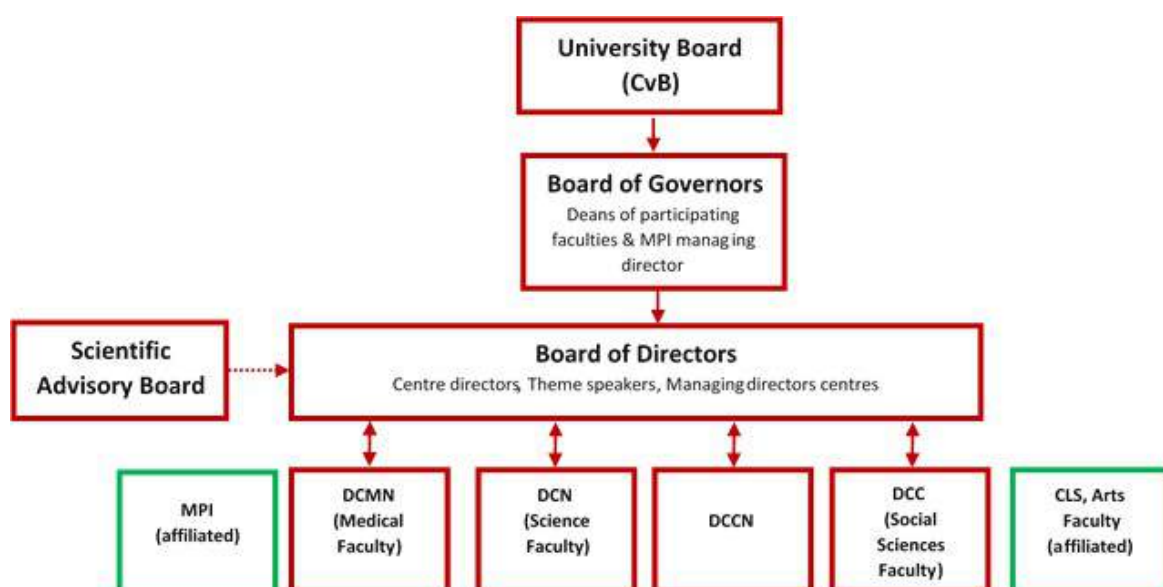 University Board
(CvB)
Board of Governors
Deans of participating
faculties & MPI managing
director
Scientific
Advisory Board
Board of Directors
Centre directors, Theme speakers, Managing directors centres
MPI
(affiliated)
DCMN
(Medical
Faculty)
DCN
(Science
Faculty)
DCCN
DCC
(Social
Sciences
Faculty)
CLS, Arts
Faculty
(affiliated)